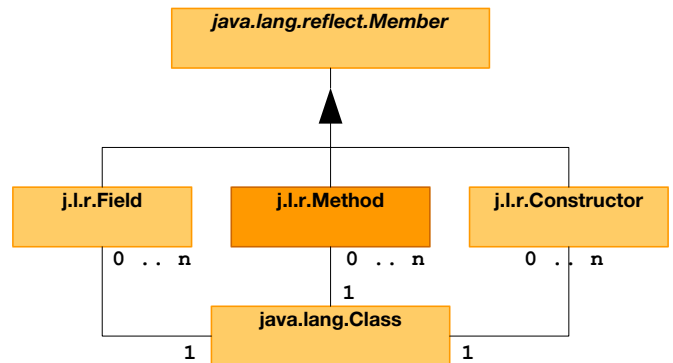 java.lang.reflect.Member
j.l.r.Field
j.l.r.Method
j.l.r.Constructor
0 .. n
0 .. n
0 .. n
1
java.lang.Class
1
1